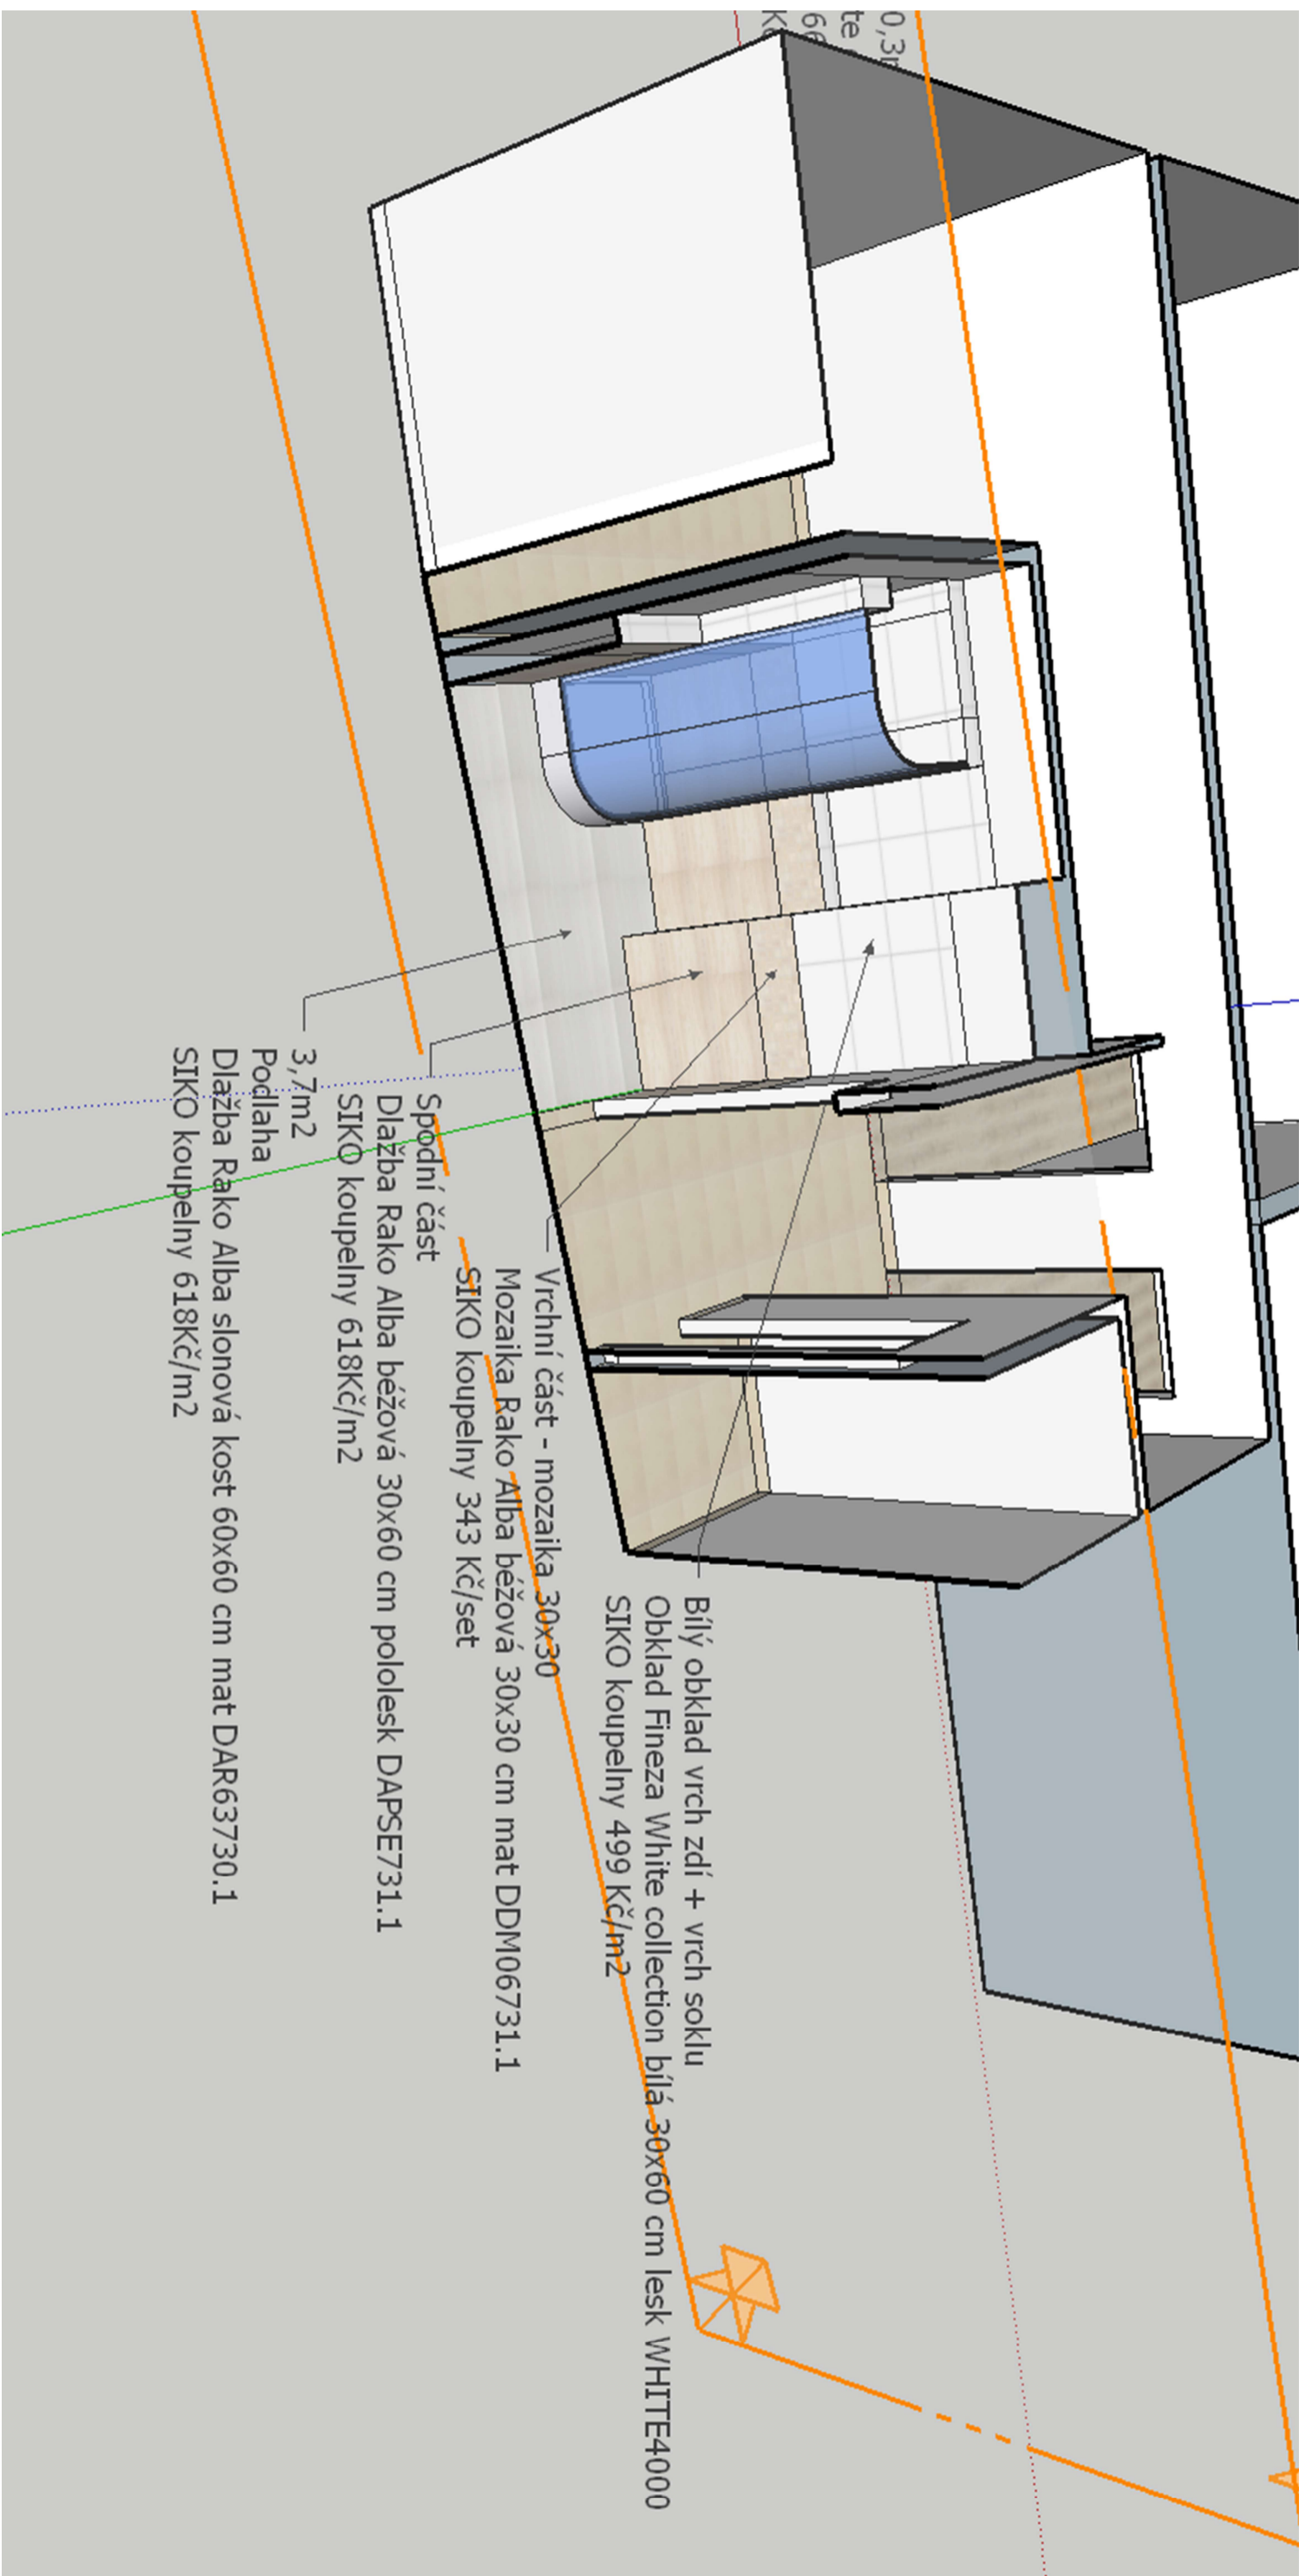 Bílý obklad vrch zdí + vrch soklu
Obklad Fineza White collection bílá 30x60 cm lesk WHITE4000
SIKO koupelny 499 Kč/m2
Vrchní část - mozaika 30x30
Mozaika Rako Alba béžová 30x30 cm mat DDM06731.1
SIKO koupelny 343 Kč/set
Spodní část
Dlažba Rako Alba béžová 30x60 cm pololesk DAPSE731.1
SIKO koupelny 618Kč/m2
3,7m2
Podlaha
Dlažba Rako Alba slonová kost 60x60 cm mat DAR63730.1
SIKO koupelny 618Kč/m2